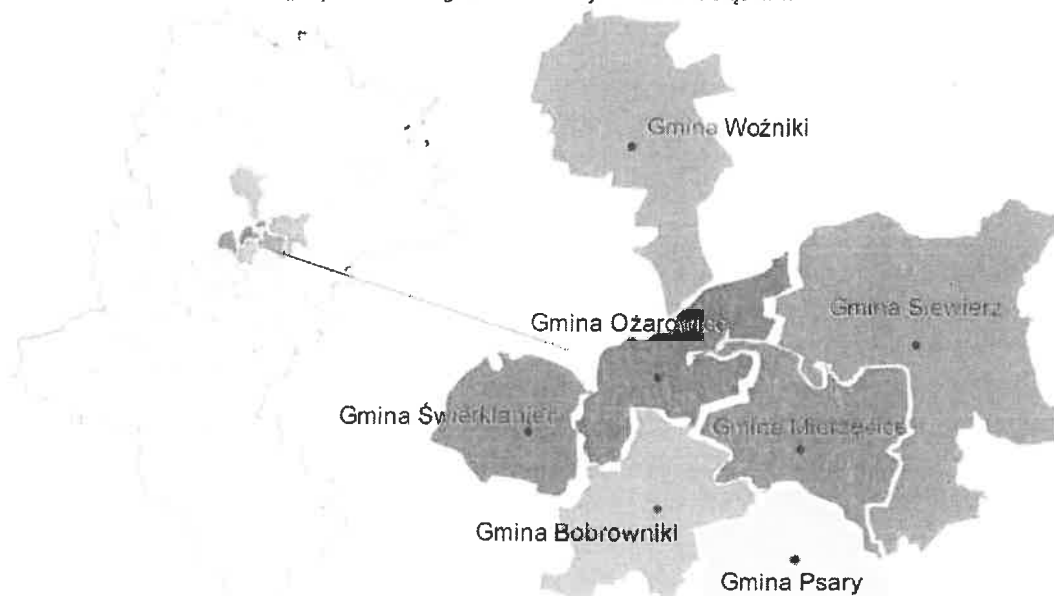 Gmina Woźniki
Gmina Siewierz
Gmina Ożarowice
Gmina Świerklaniec
Gmina Mierzęcice
Gmina Bobrowniki
Gmina Psary